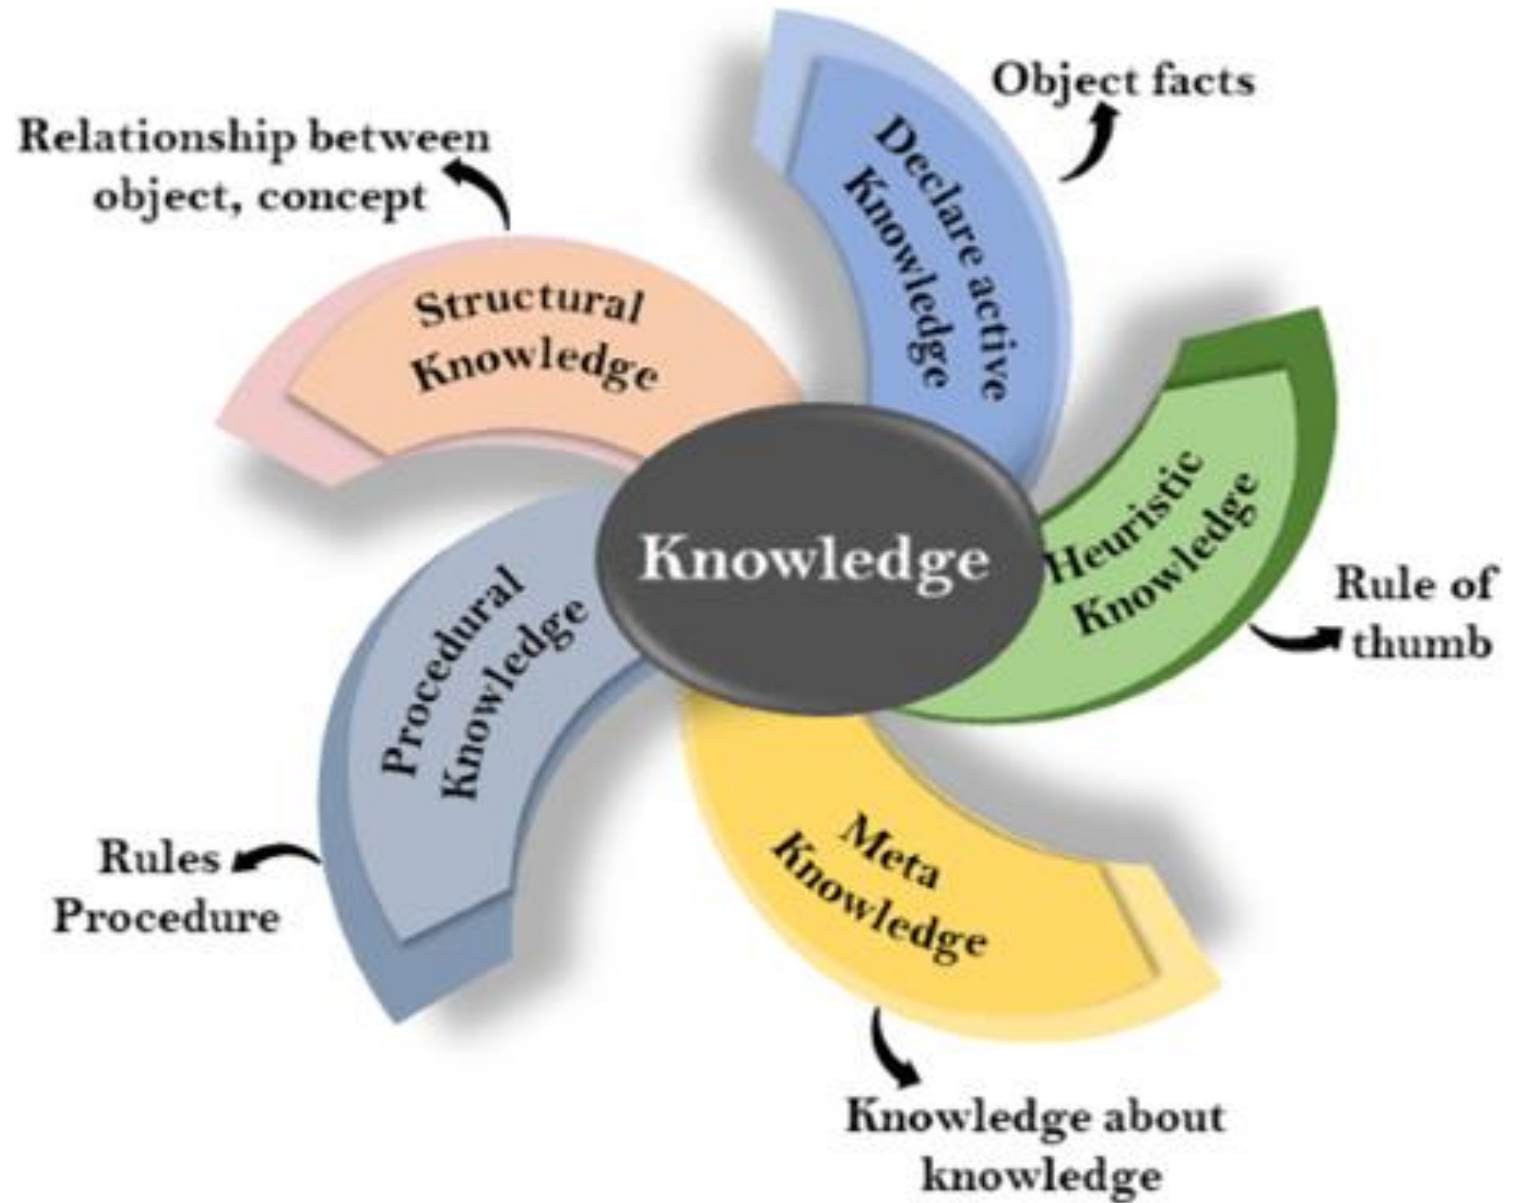 Object facts
Declare active
Knowledge
Relationship between
object, concept
Structural
Knowledge
Knowledge
Heuristic
Knowledge
Rule of
thumb
Procedural
Knowledge
Rules
Procedure
Meta
Knowledge
Knowledge about
knowledge